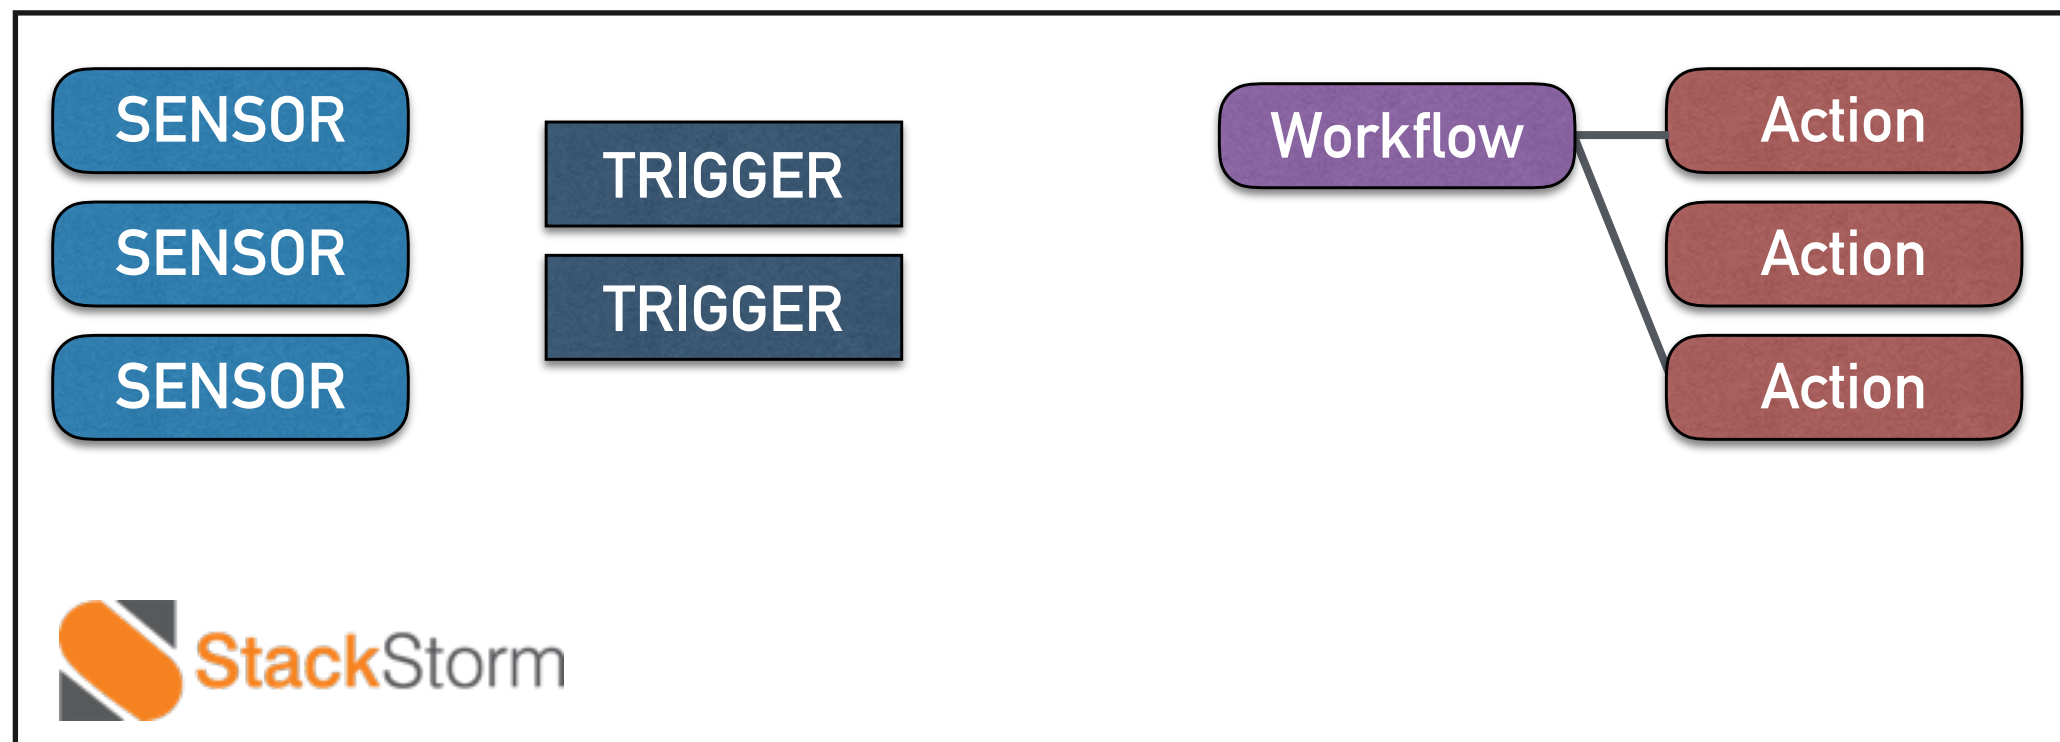 SENSOR
SENSOR
SENSOR
TRIGGER
TRIGGER
Workflow
Action
Action
Action
StackStorm